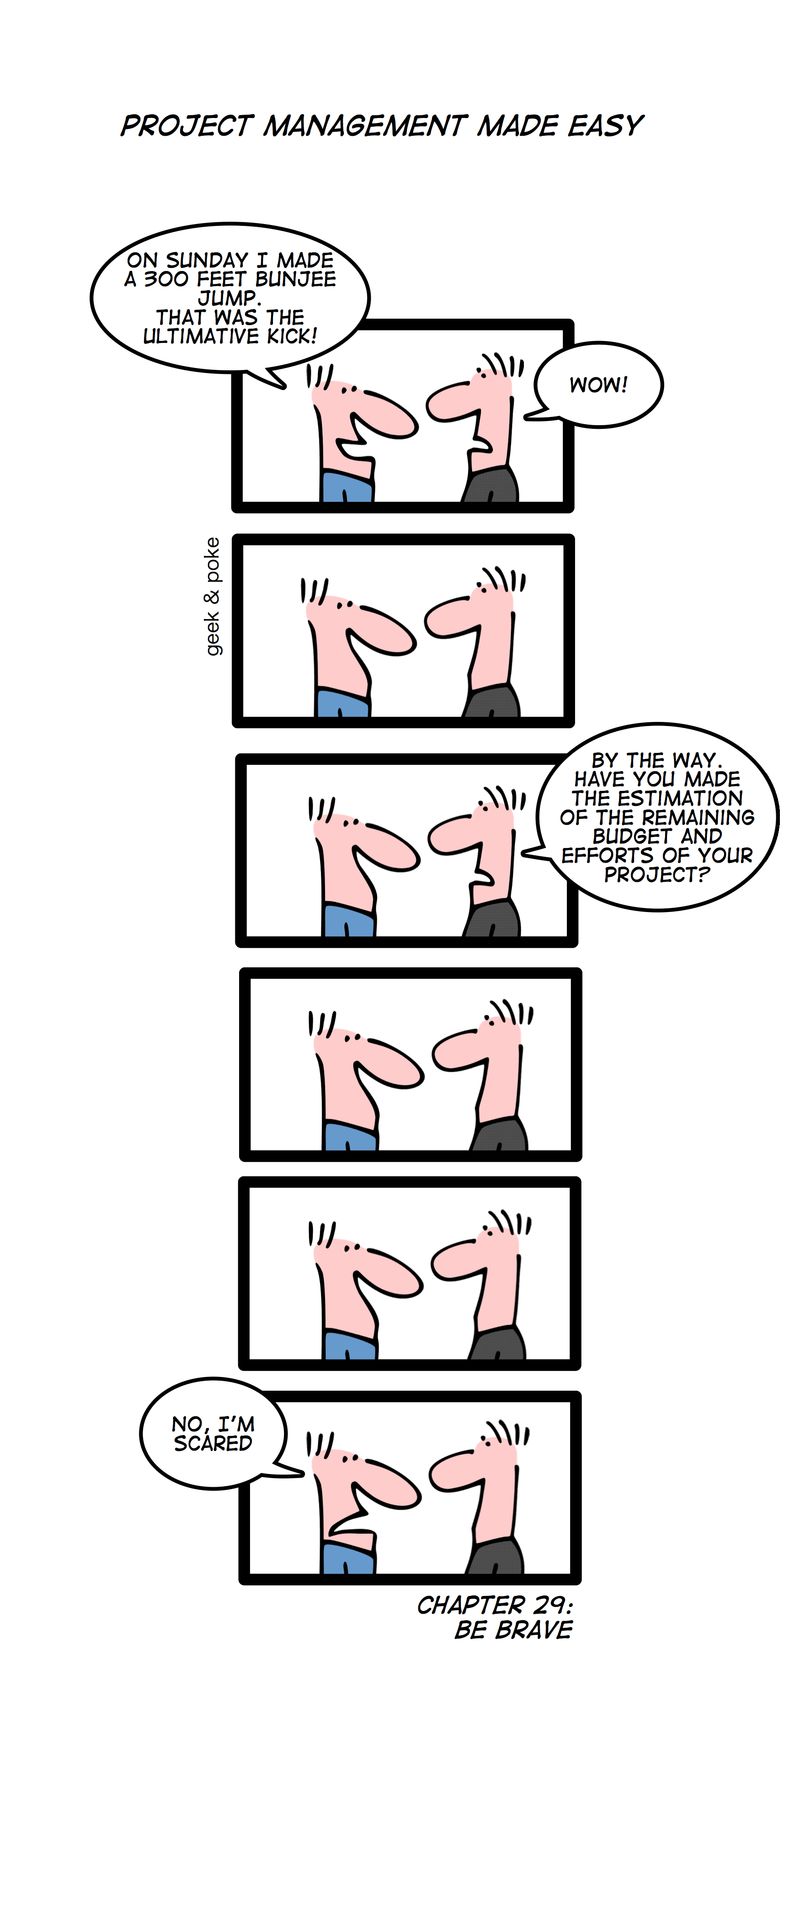 PROJECT MANAGEMENT MADE EASY
ON SUNDAY I MADE
A 300 FEET BUNJEE
JUMP.
THAT WAS THE
ULTIMATIVE KICK!
WOW!
geek & poke
BY THE WAY.
HAVE YOU MADE
THE ESTIMATION
OF THE REMAINING
BUDGET AND
EFFORTS OF YOUR
PROJECT?
NO, I'M
SCARED
CHAPTER 29:
BE BRAVE